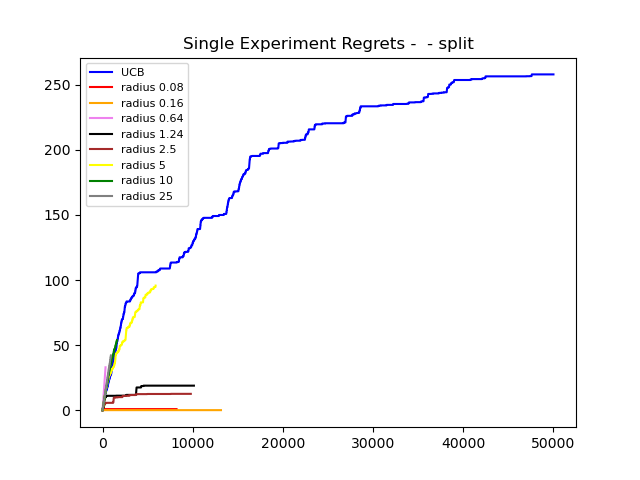 Single Experiment Regrets -  - split
UCB
radius 0.08
radius 0.16
radius 0.64
radius 1.24
radius 2.5
radius 5
radius 10
radius 25
250
200
150
100
50
0
0 10000 20000 30000 40000 50000